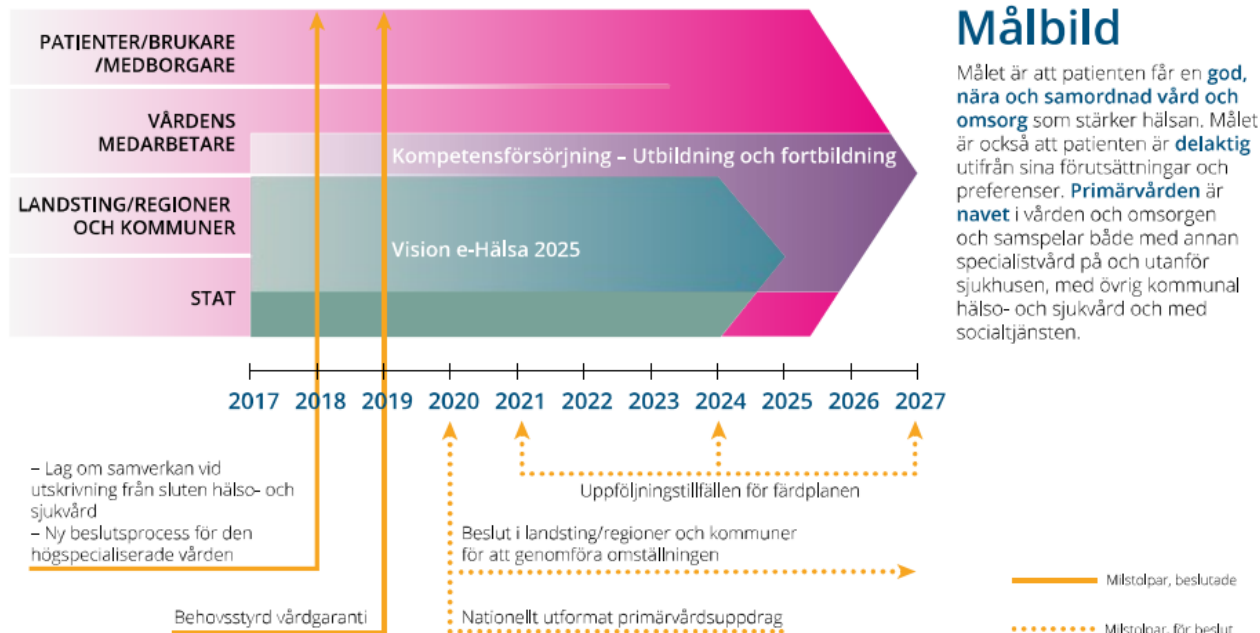 PATIENTER/BRUKARE
/MEDBORGARE
VÅRDENS
MEDARBETARE
LANDSTING/REGIONER
OCH KOMMUNER
STAT
Kompetensförsörjning – Utbildning och fortbildning
Vision e-Hälsa 2025
Målbild
Målet är att patienten får en god,
nära och samordnad vård och
omsorg som stärker hälsan. Målet
är också att patienten är delaktig
utifrån sina förutsättningar och
preferenser. Primärvården är
navet i vården och omsorgen
och samspelar både med annan
specialistvård på och utanför
sjukhusen, med övrig kommunal
hälso- och sjukvård och med
socialtjänsten.
2017 2018 2019 2020 2021 2022 2023 2024 2025 2026 2027
– Lag om samverkan vid
utskrivning från sluten hälso- och
sjukvård
– Ny beslutsprocess för den
högspecialiserade vården
Behovsstyrd vårdgaranti
Uppföljningstillfällen för färdplanen
Beslut i landsting/regioner och kommuner
för att genomföra omställningen
Nationellt utformat primärvårdsuppdrag
Milstolpar, beslutade
Milstolpar, för beslut